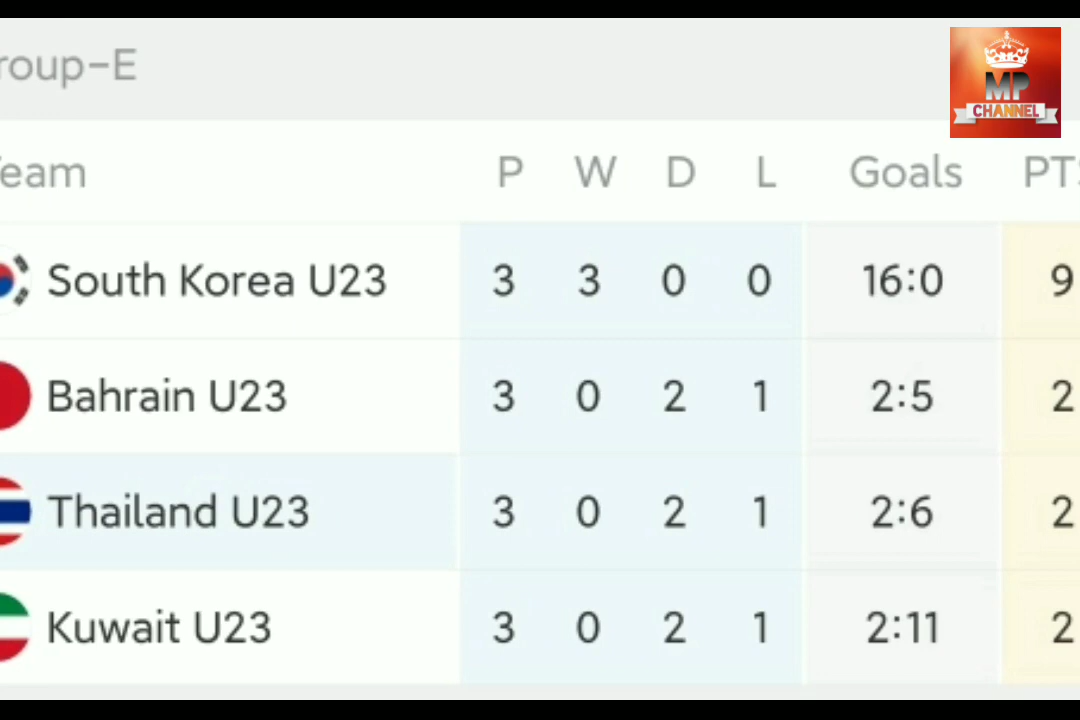 roup-E
MP
CHANNEL
eam P W D L Goals PTS
South Korea U23 3 3 0 0 16:0 9
Bahrain U23 3 0 2 1 2:5 2
Thailand U23 3 0 2 1 2:6 2
Kuwait U23 3 0 2 1 2:11 2